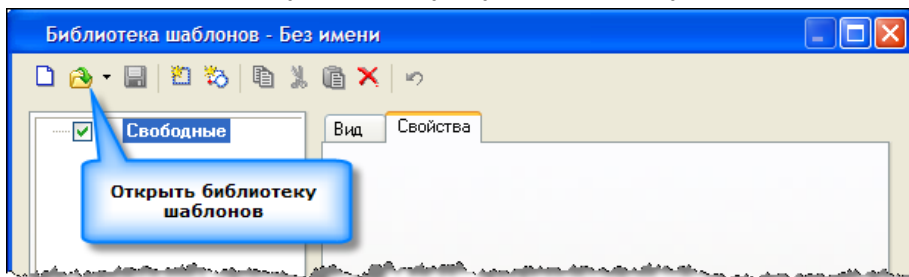 Библиотека шаблонов - Без имени
Свободные
Вид
Свойства
Открыть библиотеку
шаблонов